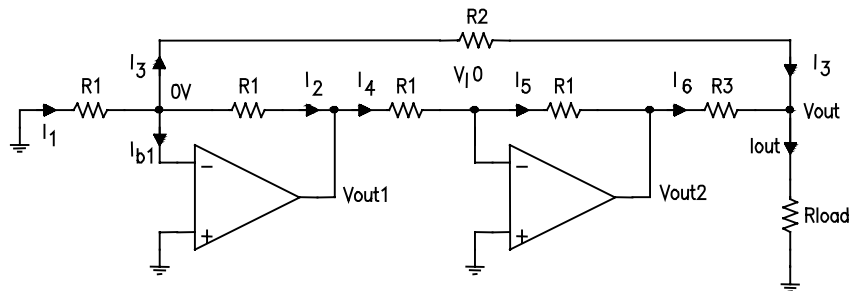 R2
I3
I3
R1
0V
R1
I2
I4
R1
VI0
I5
R1
I6
R3
I1
Vout
Ib1
Iout
−
−
Vout1
Vout2
Rload
+
+